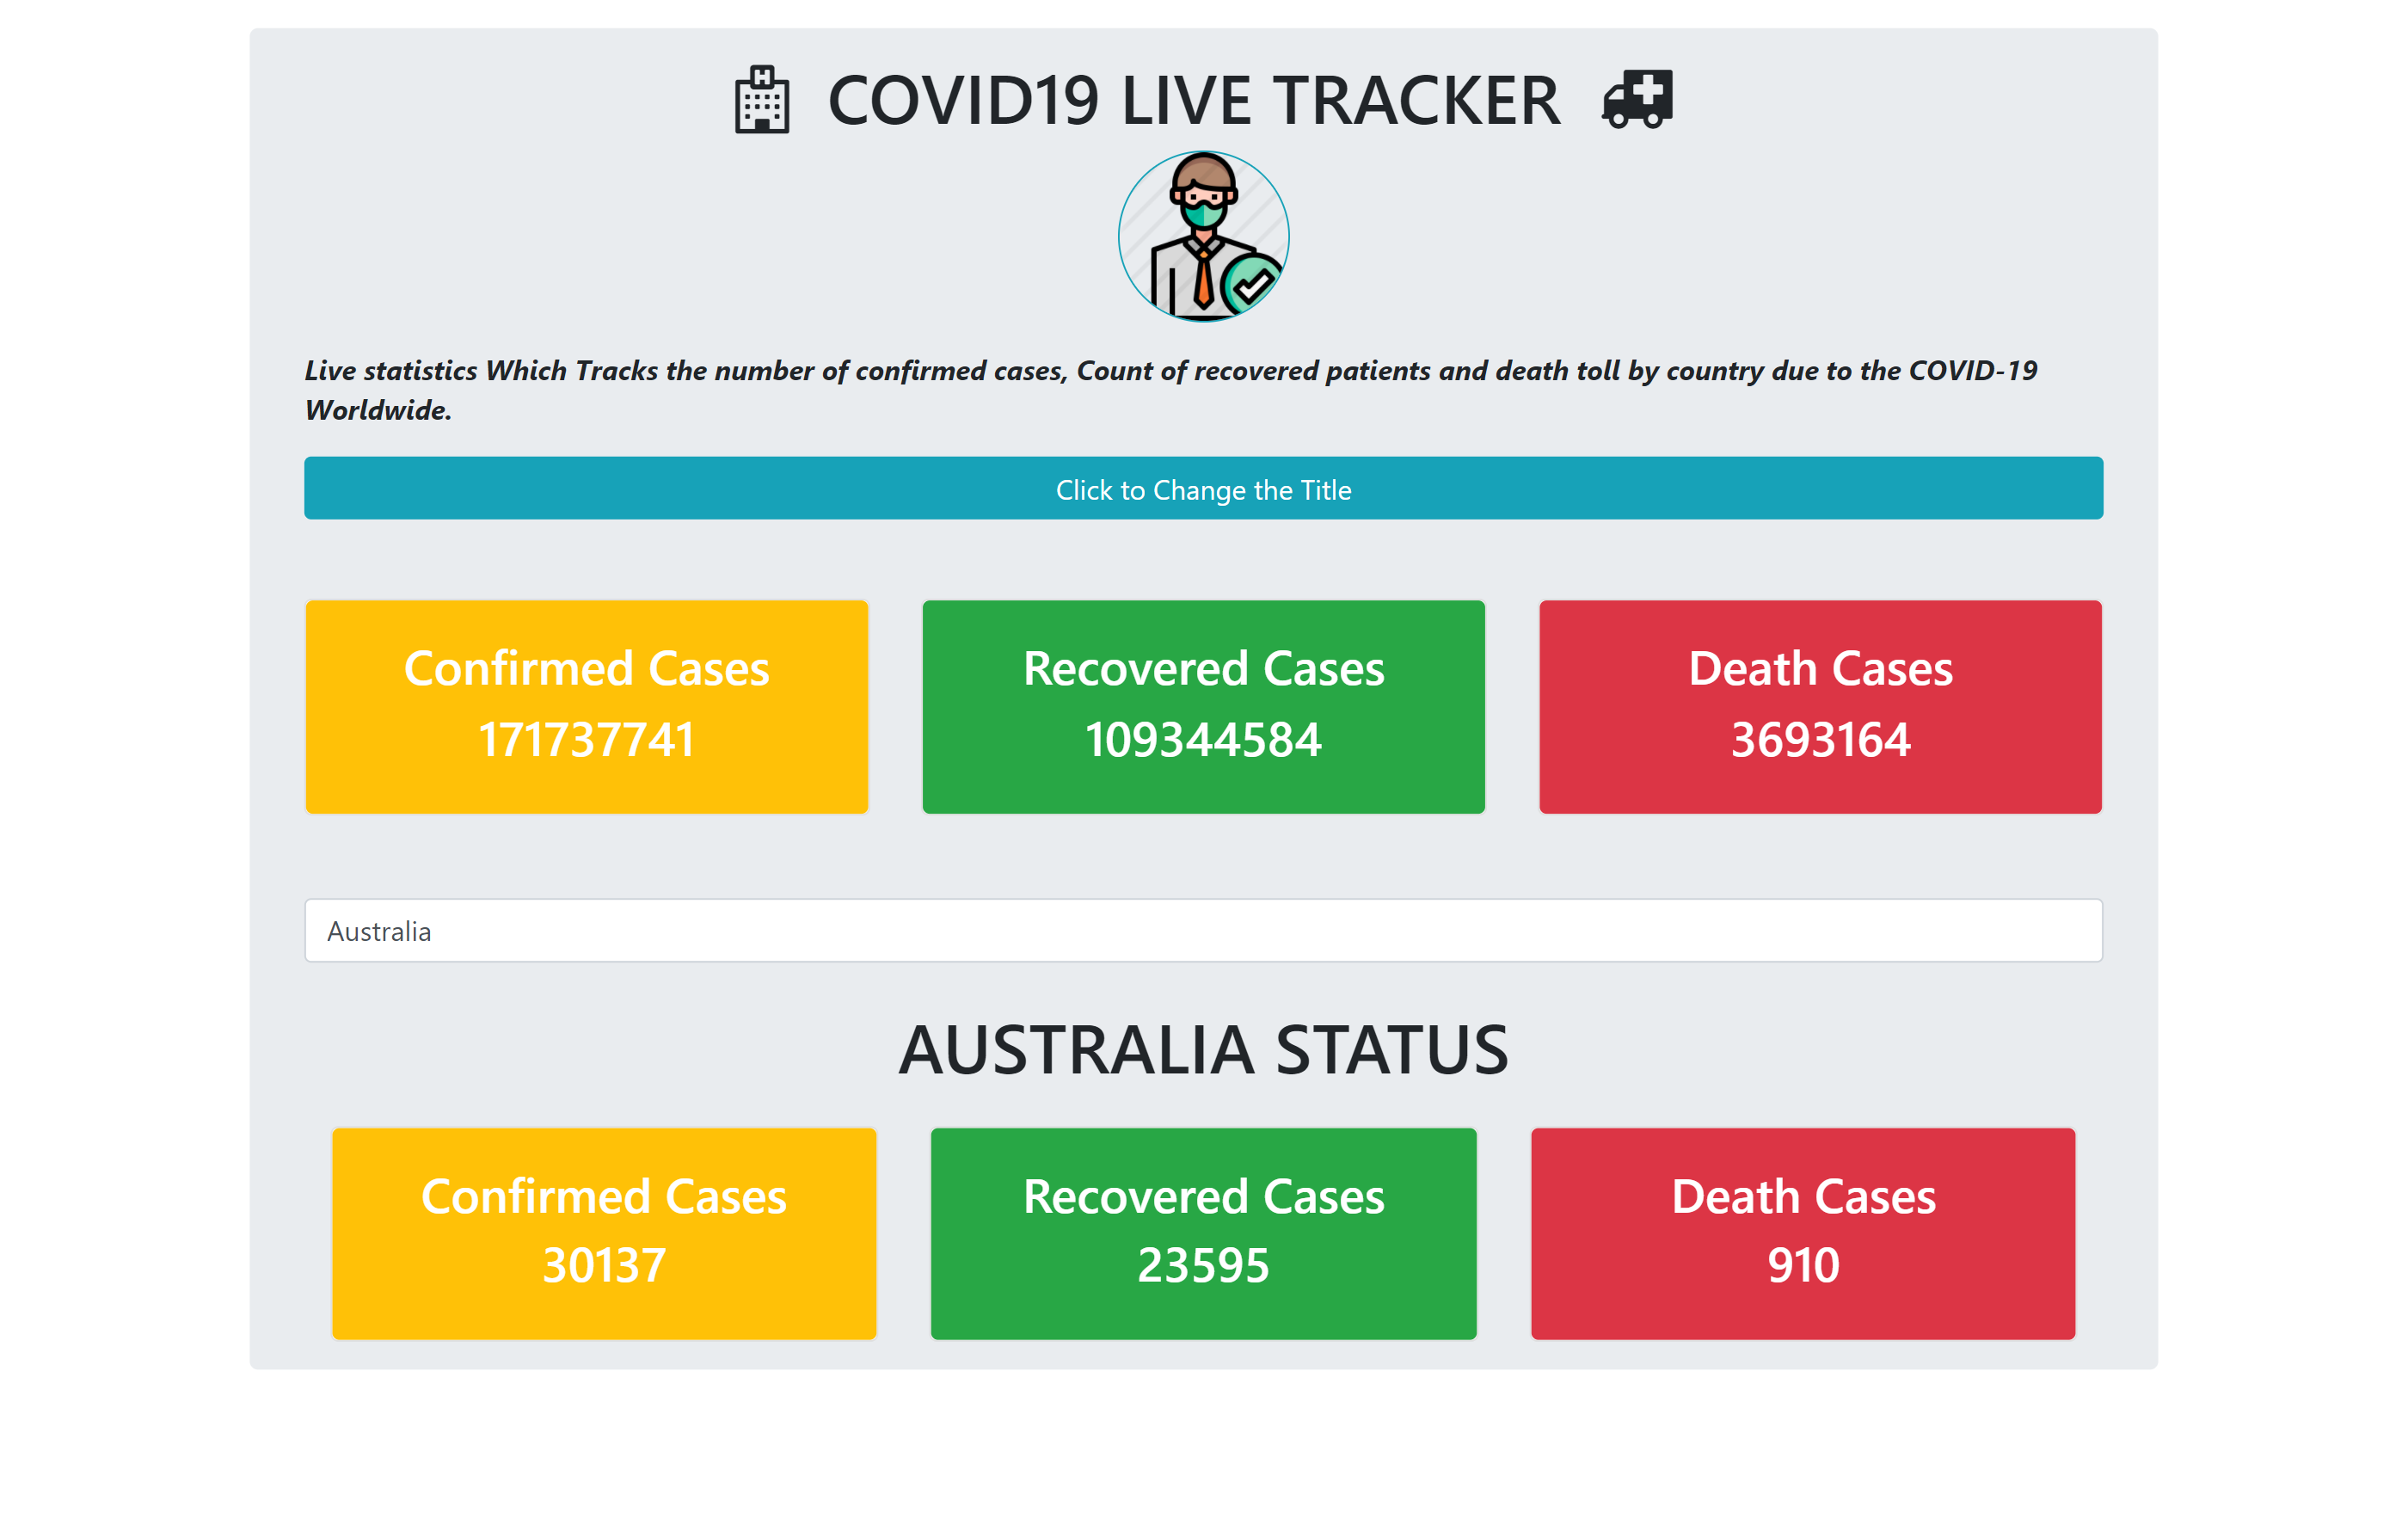 COVID19 LIVE TRACKER
Live statistics Which Tracks the number of confirmed cases, Count of recovered patients and death toll by country due to the COVID-19
Worldwide.
Click to Change the Title
Confirmed Cases
171737741
Recovered Cases
109344584
Death Cases
3693164
Australia
AUSTRALIA STATUS
Confirmed Cases
30137
Recovered Cases
23595
Death Cases
910